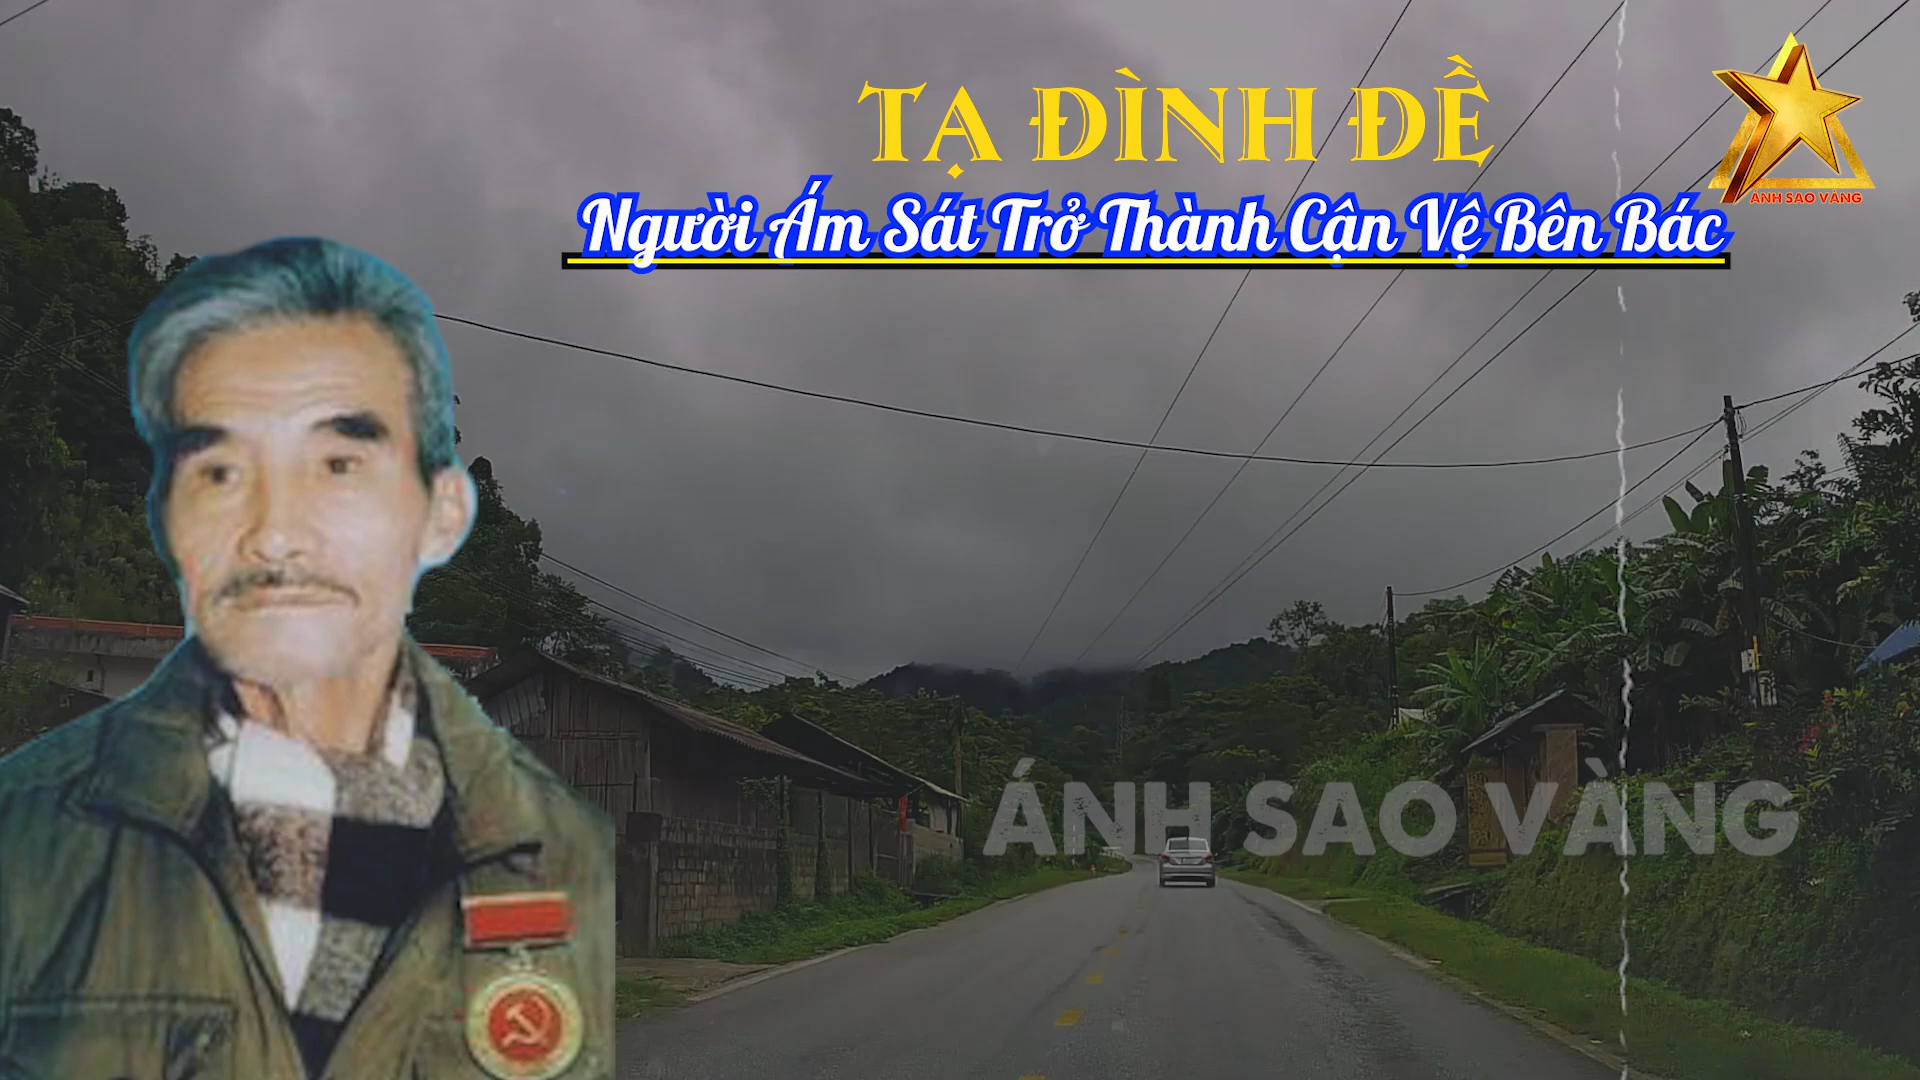 TẠ ĐÌNH ĐỀ
Người Ám Sát Trở Thành Cận Vệ Bên Bác
ÁNH SAO VÀNG
ÁNH SAO VÀNG